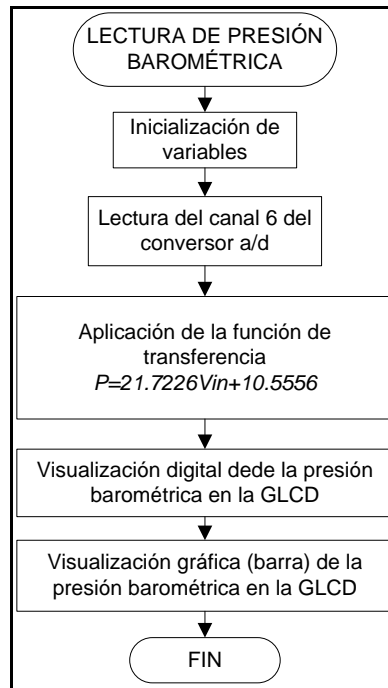 LECTURA DE PRESIÓN
BAROMÉTRICA
Inicialización de
variables
Lectura del canal 6 del
conversor a/d
Aplicación de la función de
transferencia
P=21.7226Vin+10.5556
Visualización digital dede la presión
barométrica en la GLCD
Visualización gráfica (barra) de la
presión barométrica en la GLCD
FIN